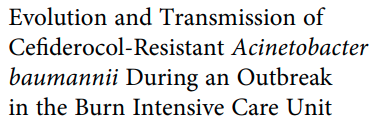 Evolution and Transmission of
Cefiderocol-Resistant Acinetobacter
baumannii During an Outbreak
in the Burn Intensive Care Unit